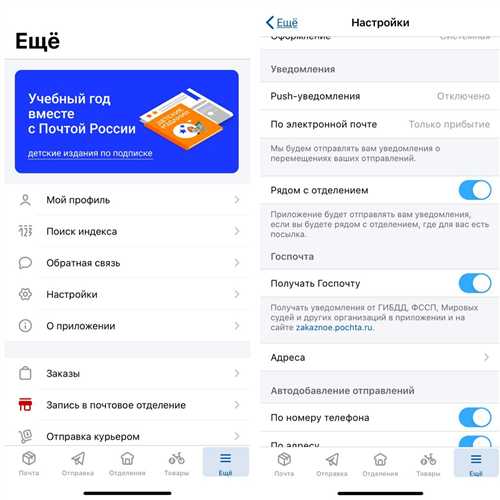 Ещё
Учебный год
вместе
с Почтой России
детские издания по подписке
ДЕТСКИЕ
ИЗДАНИЯ
Мой профиль
Поиск индекса
Обратная связь
Настройки
О приложении
Заказы
Запись в почтовое отделение
Отправка курьером
Почта
Отправка
Отделения
Товары
Ещё
Ещё
Настройки
Оформление
Системная
Уведомления
Push-уведомления
Отключено
По электронной почте
Только прибытие
Мы будем отправлять вам уведомления о
перемещениях ваших отправлений.
Рядом с отделением
Приложение будет отправлять вам уведомления,
если вы будете рядом с отделением, где для вас есть
посылка.
Госпочта
Получать Госпочту
Получать уведомления от ГИБДД, ФССП, Мировых
судей и других организаций в приложении и на
сайте zakaznoe.pochta.ru.
Адреса
Автодобавление отправлений
По номеру телефона
По адресу
Почта
Отправка
Отделения
Товары
Ещё